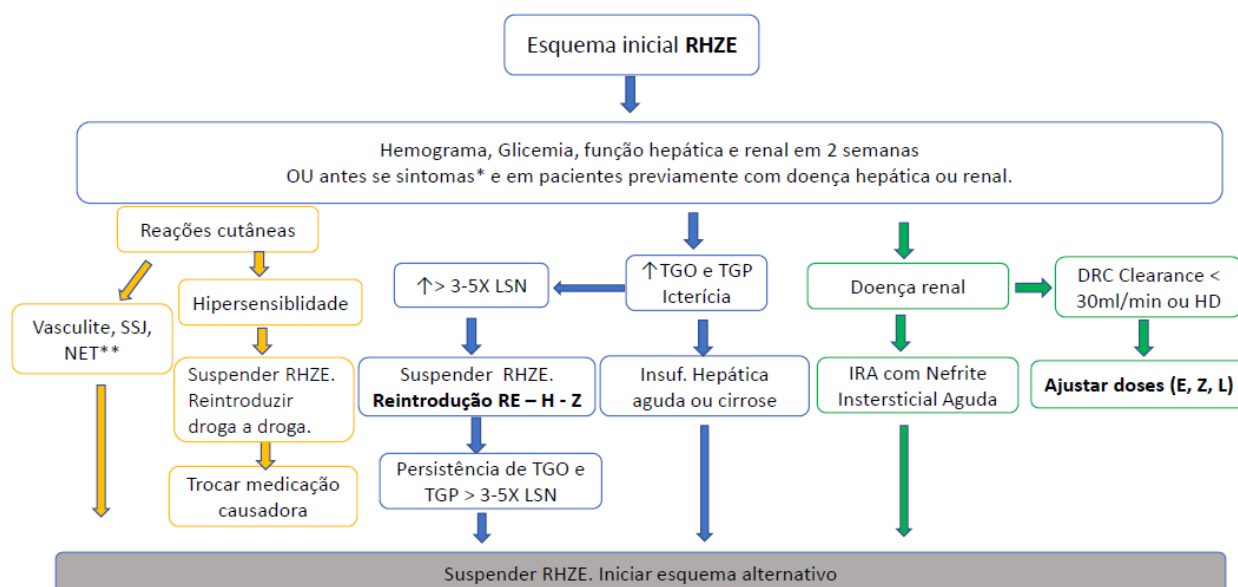 Esquema inicial RHZE
Hemograma, Glicemia, função hepática e renal em 2 semanas
OU antes se sintomas* e em pacientes previamente com doença hepática ou renal.
Reações cutâneas
Hipersensiblidade
Vasculite, SSJ,
NET**
Suspender RHZE.
Reintroduzir
droga a droga.
Trocar medicação
causadora
↑TGO e TGP
Icterícia
↑> 3-5X LSN
Suspender RHZE.
Reintrodução RE – H - Z
Persistência de TGO e
TGP > 3-5X LSN
Insuf. Hepática
aguda ou cirrose
Doença renal
DRC Clearance <
30ml/min ou HD
IRA com Nefrite
Instersticial Aguda
Ajustar doses (E, Z, L)
Suspender RHZE. Iniciar esquema alternativo